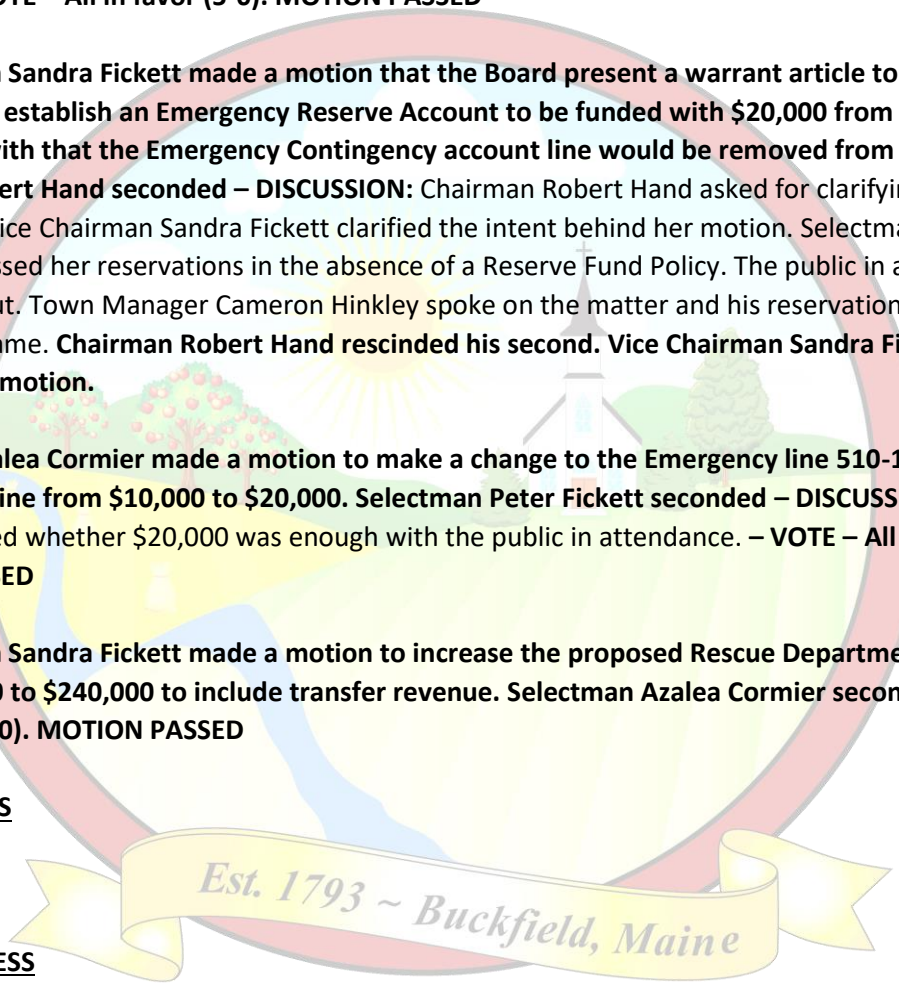 OTE – All in favor (5-0). MOTION PASSED
Sandra Fickett made a motion that the Board present a warrant article to
establish an Emergency Reserve Account to be funded with $20,000 from
with that the Emergency Contingency account line would be removed from
ert Hand seconded – DISCUSSION: Chairman Robert Hand asked for clarifyin
ice Chairman Sandra Fickett clarified the intent behind her motion. Selectma
ssed her reservations in the absence of a Reserve Fund Policy. The public in a
ut. Town Manager Cameron Hinkley spoke on the matter and his reservation
ame. Chairman Robert Hand rescinded his second. Vice Chairman Sandra Fi
motion.
alea Cormier made a motion to make a change to the Emergency line 510-1
ine from $10,000 to $20,000. Selectman Peter Fickett seconded – DISCUSS
ed whether $20,000 was enough with the public in attendance. – VOTE – All
ED
Sandra Fickett made a motion to increase the proposed Rescue Departme
0 to $240,000 to include transfer revenue. Selectman Azalea Cormier secon
0). MOTION PASSED
S
Est. 1793 ~ Buckfield, Maine
ESS